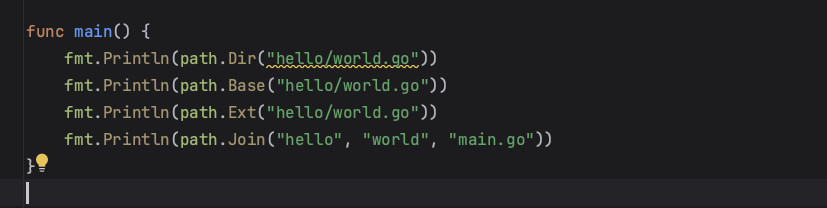 func main() {
    fmt.Println(path.Dir("hello/world.go"))
    fmt.Println(path.Base("hello/world.go"))
    fmt.Println(path.Ext("hello/world.go"))
    fmt.Println(path.Join("hello", "world", "main.go"))
}